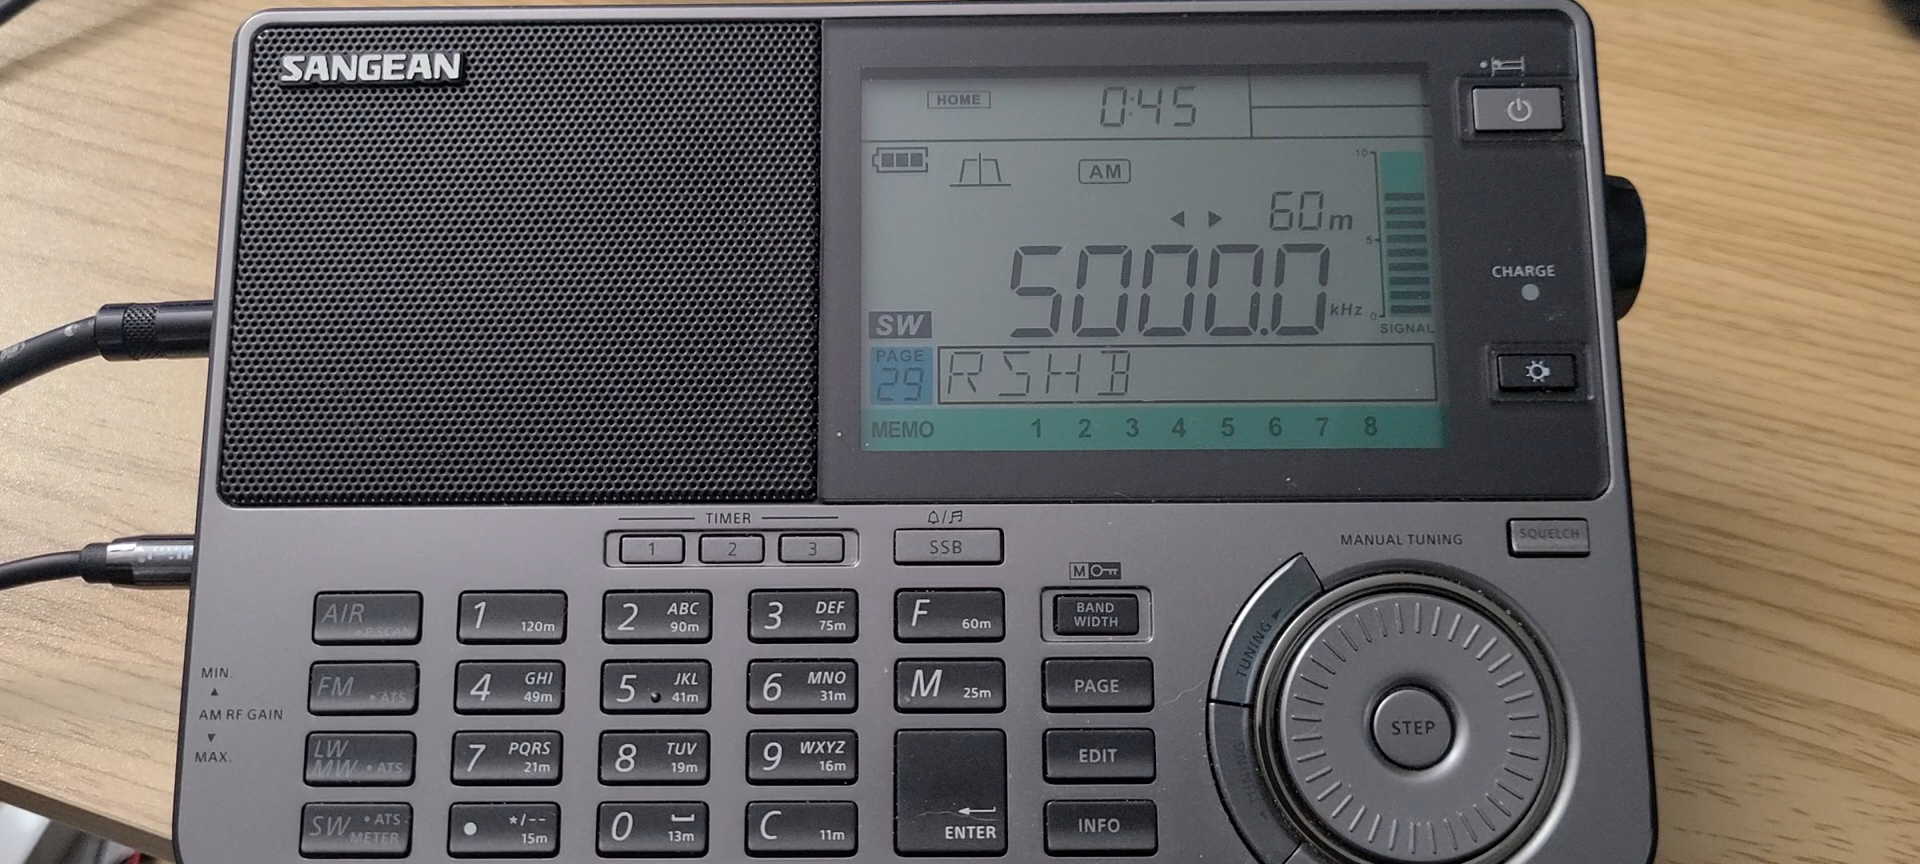 SANGEAN
HOME 0:45
10
AM
60m
5
5000.0 kHz
0
SIGNAL
SW
PAGE
29
RSHB
MEMO 1 2 3 4 5 6 7 8
CHARGE
TIMER
1 2 3
SSB
MANUAL TUNING
SQUELCH
M
AIR
1 120m
2 ABC 90m
3 DEF 75m
F 60m
BAND WIDTH
TUNING
MIN.
AM RF GAIN
MAX.
FM • ATS
4 GHI 49m
5 JKL 41m
6 MNO 31m
M 25m
PAGE
STEP
LW
MW • ATS
7 PQRS 21m
8 TUV 19m
9 WXYZ 16m
ENTER
EDIT
TUNING
SW • ATS
METER
• */-- 15m
0 13m
C 11m
INFO